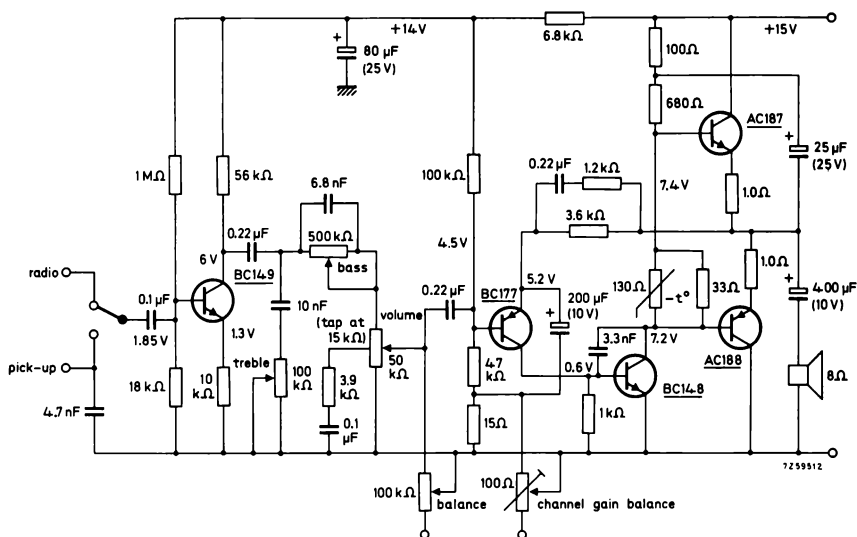 +14V
+15V
6.8kΩ
80µF
(25V)
100Ω
680Ω
AC187
25µF
(25V)
1MΩ
56kΩ
6.8nF
100kΩ
0.22µF
1.2kΩ
7.4V
1.0Ω
0.22µF
500kΩ
3.6kΩ
6V
BC149
bass
4.5V
5.2V
1.0Ω
radio
0.1µF
10nF
volume
0.22µF
BC177
200µF
(10V)
130Ω
-t°
33Ω
400µF
(10V)
1.85V
1.3V
(tap at
15kΩ)
3.3nF
7.2V
AC188
pick-up
treble
50
kΩ
47
kΩ
0.6V
BC148
8Ω
18kΩ
10
kΩ
100
kΩ
3.9
kΩ
4.7nF
0.1
µF
15Ω
1kΩ
7Z59512
100kΩ
balance
100Ω
channel gain balance